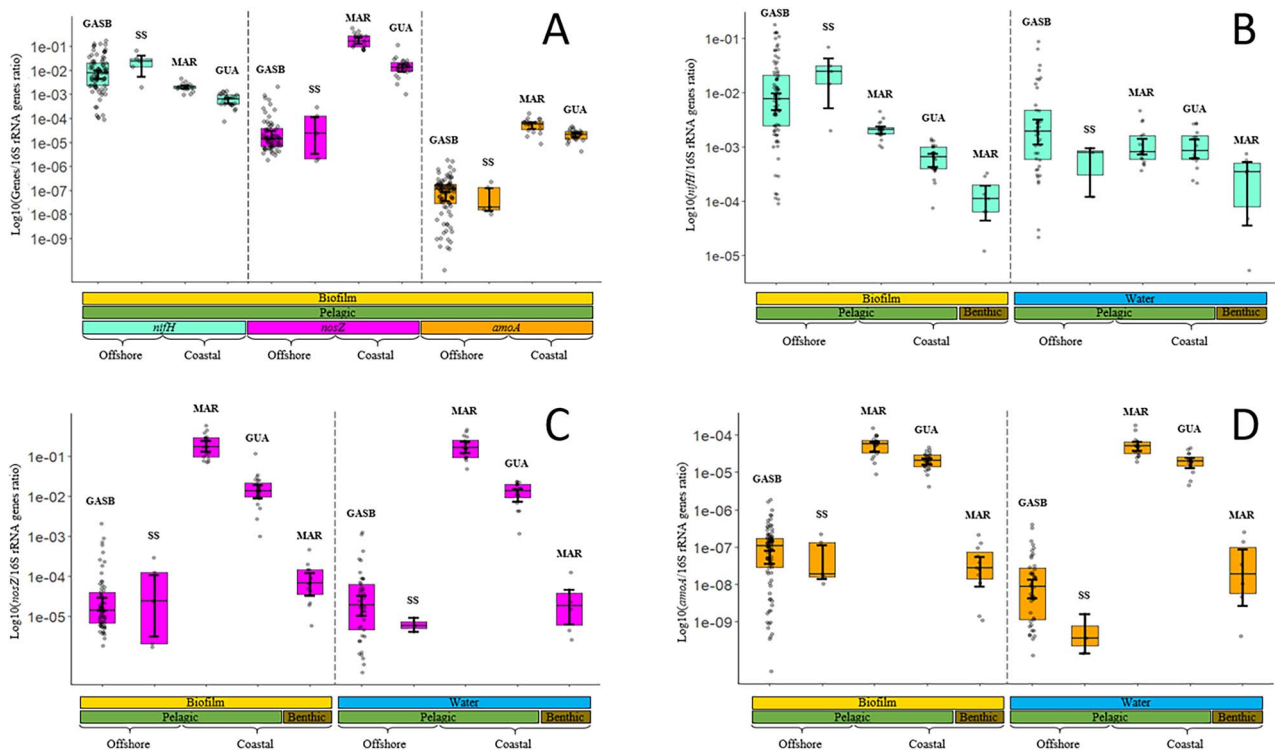 A
Log10(Genes/16S rRNA genes ratio)
1e-01
1e-02
1e-03
1e-04
1e-05
1e-06
1e-07
1e-08
1e-09
GASB
SS
MAR
GUA
GASB
SS
MAR
GUA
GASB
SS
MAR
GUA
Biofilm
Pelagic
nifH nosZ amoA
Offshore Coastal Offshore Coastal Offshore Coastal
B
Log10(nifH/16S rRNA genes ratio)
1e-01
1e-02
1e-03
1e-04
1e-05
GASB
SS
MAR
GUA
MAR
GASB
SS
MAR
GUA
MAR
Biofilm Water
Pelagic Benthic Pelagic Benthic
Offshore Coastal Offshore Coastal
C
Log10(nosZ/16S rRNA genes ratio)
1e-01
1e-02
1e-03
1e-04
1e-05
GASB
SS
MAR
GUA
MAR
GASB
SS
MAR
GUA
MAR
Biofilm Water
Pelagic Benthic Pelagic Benthic
Offshore Coastal Offshore Coastal
D
Log10(amoA/16S rRNA genes ratio)
1e-04
1e-05
1e-06
1e-07
1e-08
1e-09
GASB
SS
MAR
GUA
MAR
GASB
SS
MAR
GUA
MAR
Biofilm Water
Pelagic Benthic Pelagic Benthic
Offshore Coastal Offshore Coastal